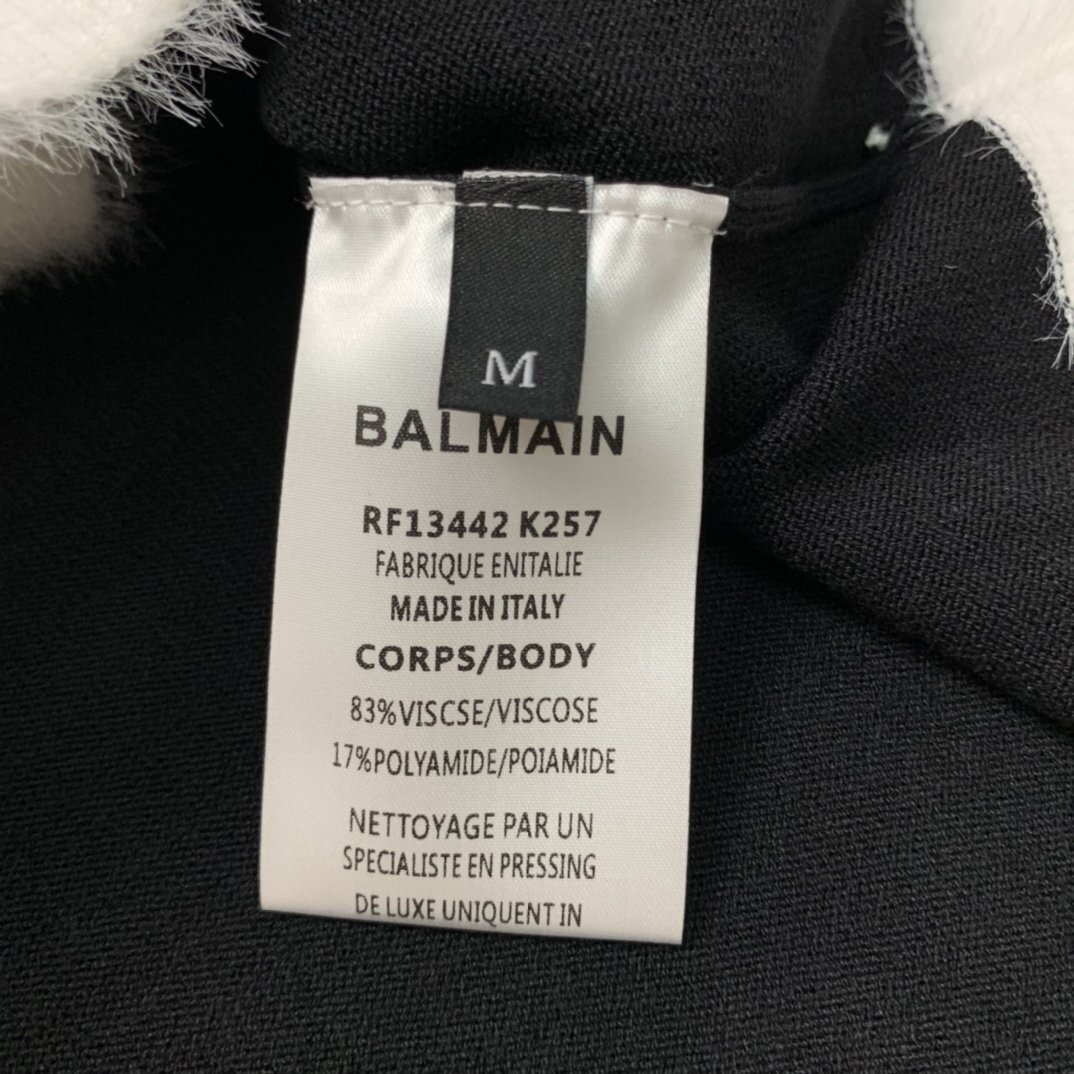 M
BALMAIN
RF13442 K257
FABRIQUE ENITALIE
MADE IN ITALY
CORPS/BODY
83%VISCSE/VISCOSE
17%POLYAMIDE/POIAMIDE
NETTOYAGE PAR UN
SPECIALISTE EN PRESSING
DE LUXE UNIQUENT IN